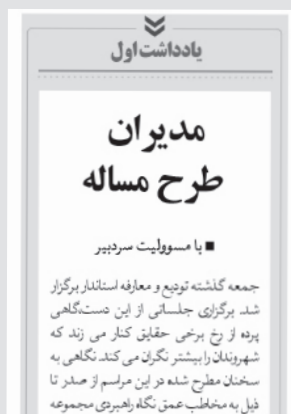 یادداشت اول
مدیران
طرح مساله
■ با مسوولیت سردبیر
جمعه گذشته تودیع و معارفه استاندار برگزار
شد. برگزاری جلساتی از این دست،گاهی
پرده از رخ برخی حقایق کنار می زند که
شهروندان را بیشتر نگران می کند. نگاهی به
سخنان مطرح شده در این مراسم از صدر تا
ذیل به مخاطب عمق نگاه راهبردی مجموعه